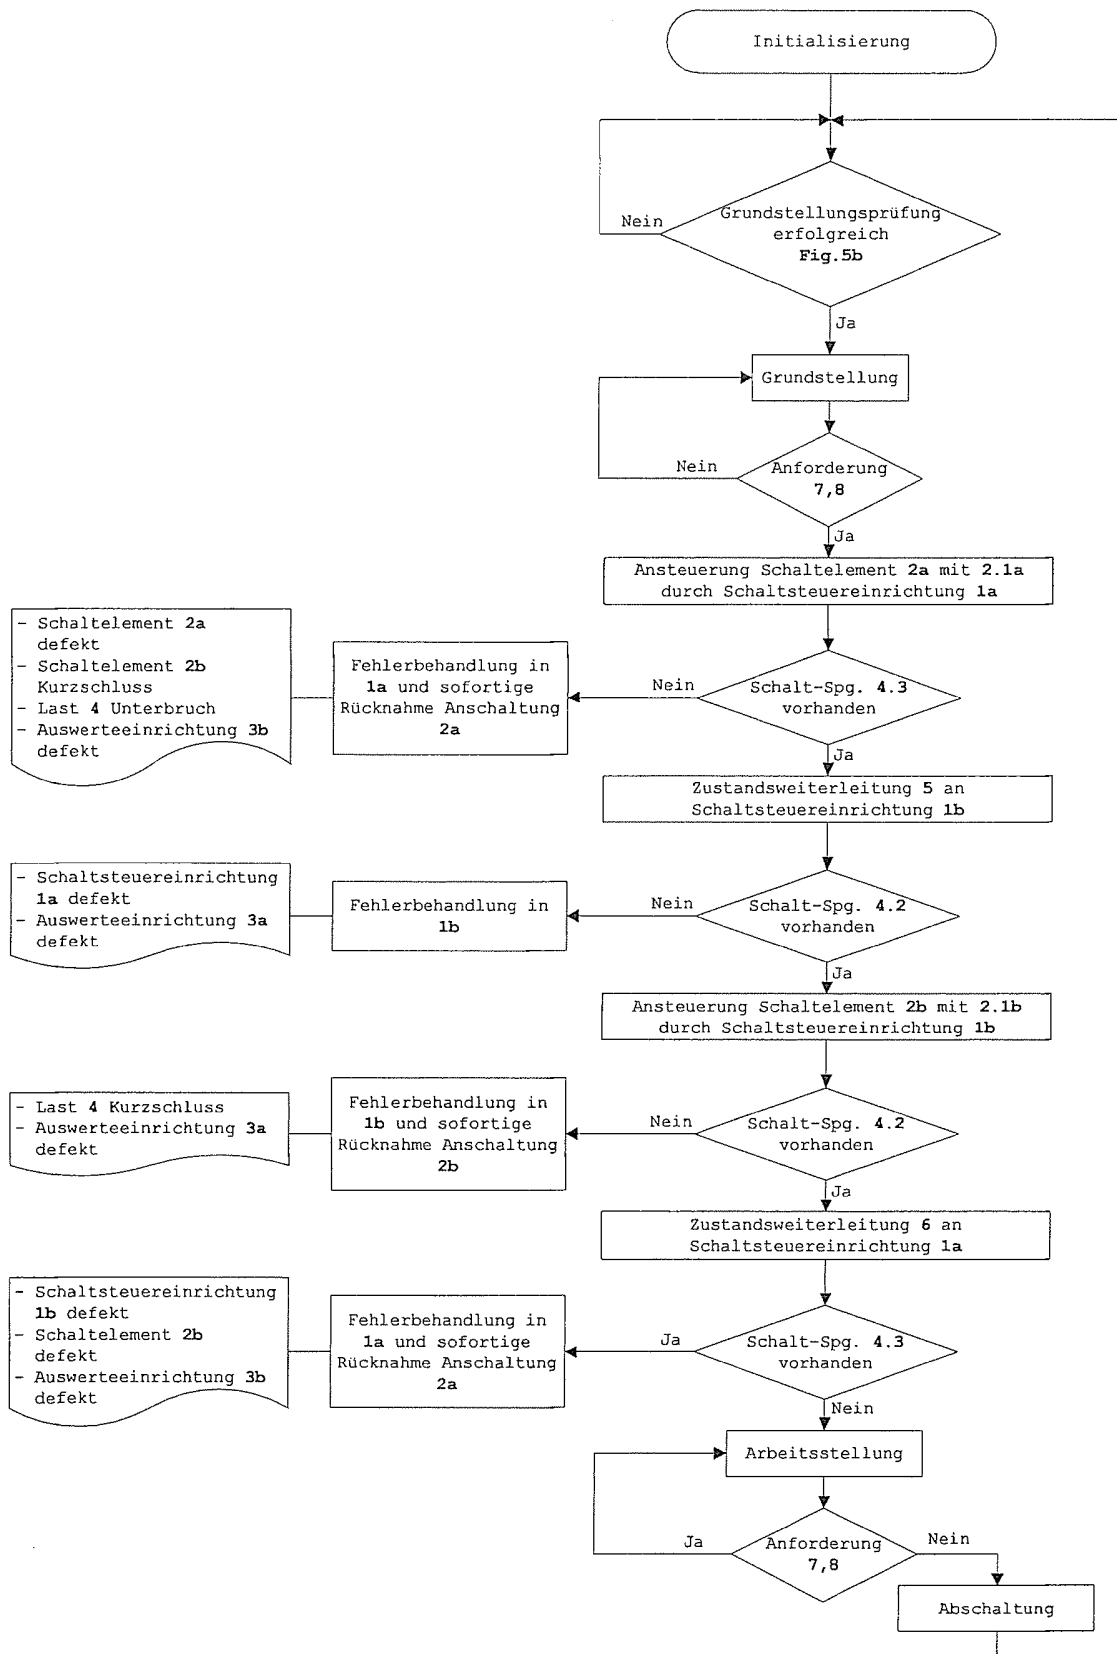 Initialisierung
Nein
Grundstellungsprüfung
erfolgreich
Fig.5b
Ja
Grundstellung
Nein
Anforderung
7,8
Ja
Ansteuerung Schaltelement 2a mit 2.1a
durch Schaltsteuereinrichtung 1a
- Schaltelement 2a
defekt
- Schaltelement 2b
Kurzschluss
- Last 4 Unterbruch
- Auswerteeinrichtung 3b
defekt
Fehlerbehandlung in
1a und sofortige
Rücknahme Anschaltung
2a
Nein
Schalt-Spg. 4.3
vorhanden
Ja
Zustandsweiterleitung 5 an
Schaltsteuereinrichtung 1b
- Schaltsteuereinrichtung
1a defekt
- Auswerteeinrichtung 3a
defekt
Fehlerbehandlung in
1b
Nein
Schalt-Spg. 4.2
vorhanden
Ja
Ansteuerung Schaltelement 2b mit 2.1b
durch Schaltsteuereinrichtung 1b
- Last 4 Kurzschluss
- Auswerteeinrichtung 3a
defekt
Fehlerbehandlung in
1b und sofortige
Rücknahme Anschaltung
2b
Nein
Schalt-Spg. 4.2
vorhanden
Ja
Zustandsweiterleitung 6 an
Schaltsteuereinrichtung 1a
- Schaltsteuereinrichtung
1b defekt
- Schaltelement 2b
defekt
- Auswerteeinrichtung 3b
defekt
Fehlerbehandlung in
1a und sofortige
Rücknahme Anschaltung
2a
Ja
Schalt-Spg. 4.3
vorhanden
Nein
Arbeitsstellung
Ja
Anforderung
7,8
Nein
Abschaltung